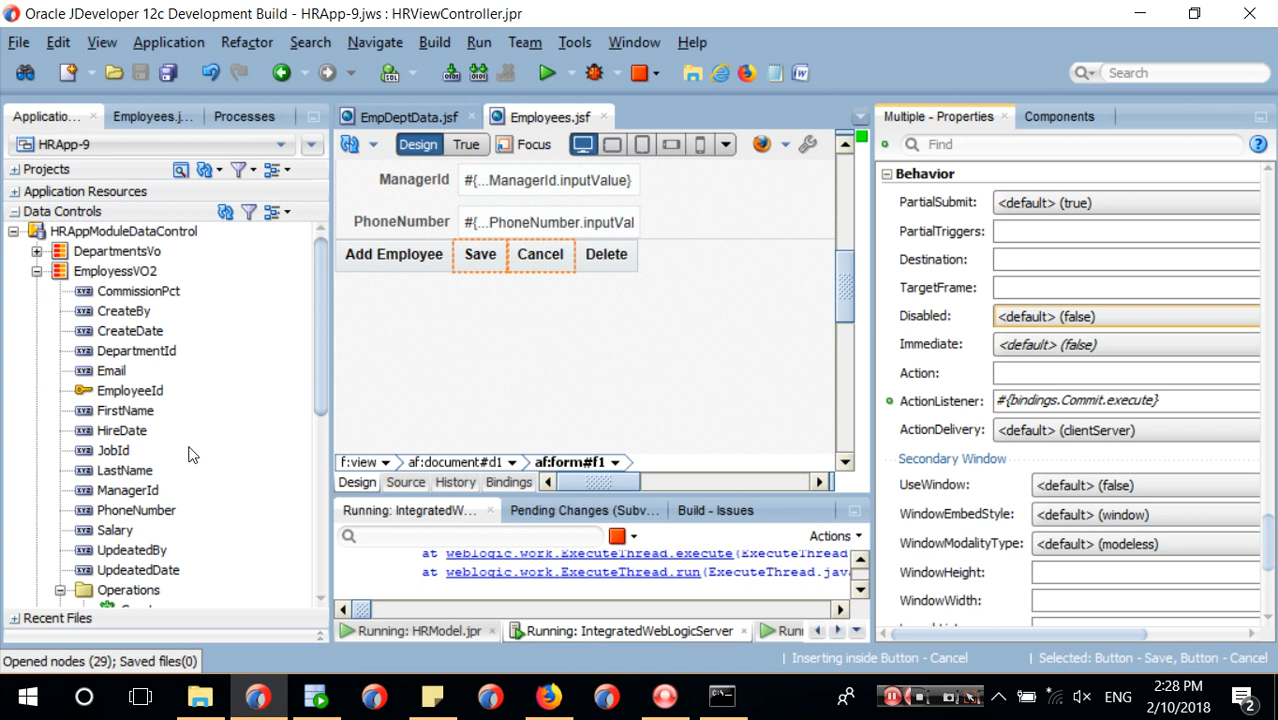 Oracle JDeveloper 12c Development Build - HRApp-9.jws : HRViewController.jpr
File Edit View Application Refactor Search Navigate Build Run Team Tools Window Help
Search
Applicatio... Employees.j... Processes
HRApp-9
Projects
Application Resources
Data Controls
HRAppModuleDataControl
DepartmentsVo
EmployessVO2
CommissionPct
CreateBy
CreateDate
DepartmentId
Email
EmployeeId
FirstName
HireDate
JobId
LastName
ManagerId
PhoneNumber
Salary
UpdeatedBy
UpdeatedDate
Operations
Recent Files
EmpDeptData.jsf Employees.jsf
Design True Focus
ManagerId #{...ManagerId.inputValue}
PhoneNumber #{...PhoneNumber.inputVal
Add Employee Save Cancel Delete
f:view af:document#d1 af:form#f1
Design Source History Bindings
Running: IntegratedW... Pending Changes (Subv... Build - Issues
Actions
at weblogic.work.ExecuteThread.execute(ExecuteThread
at weblogic.work.ExecuteThread.run(ExecuteThread.java
Running: HRModel.jpr Running: IntegratedWebLogicServer Runn
Multiple - Properties Components
Find
Behavior
PartialSubmit: <default> (true)
PartialTriggers:
Destination:
TargetFrame:
Disabled: <default> (false)
Immediate: <default> (false)
Action:
ActionListener: #{bindings.Commit.execute}
ActionDelivery: <default> (clientServer)
Secondary Window
UseWindow: <default> (false)
WindowEmbedStyle: <default> (window)
WindowModalityType: <default> (modeless)
WindowHeight:
WindowWidth:
Opened nodes (29); Saved files(0)
Inserting inside Button - Cancel
Selected: Button - Save, Button - Cancel
ENG
2:28 PM
2/10/2018
2